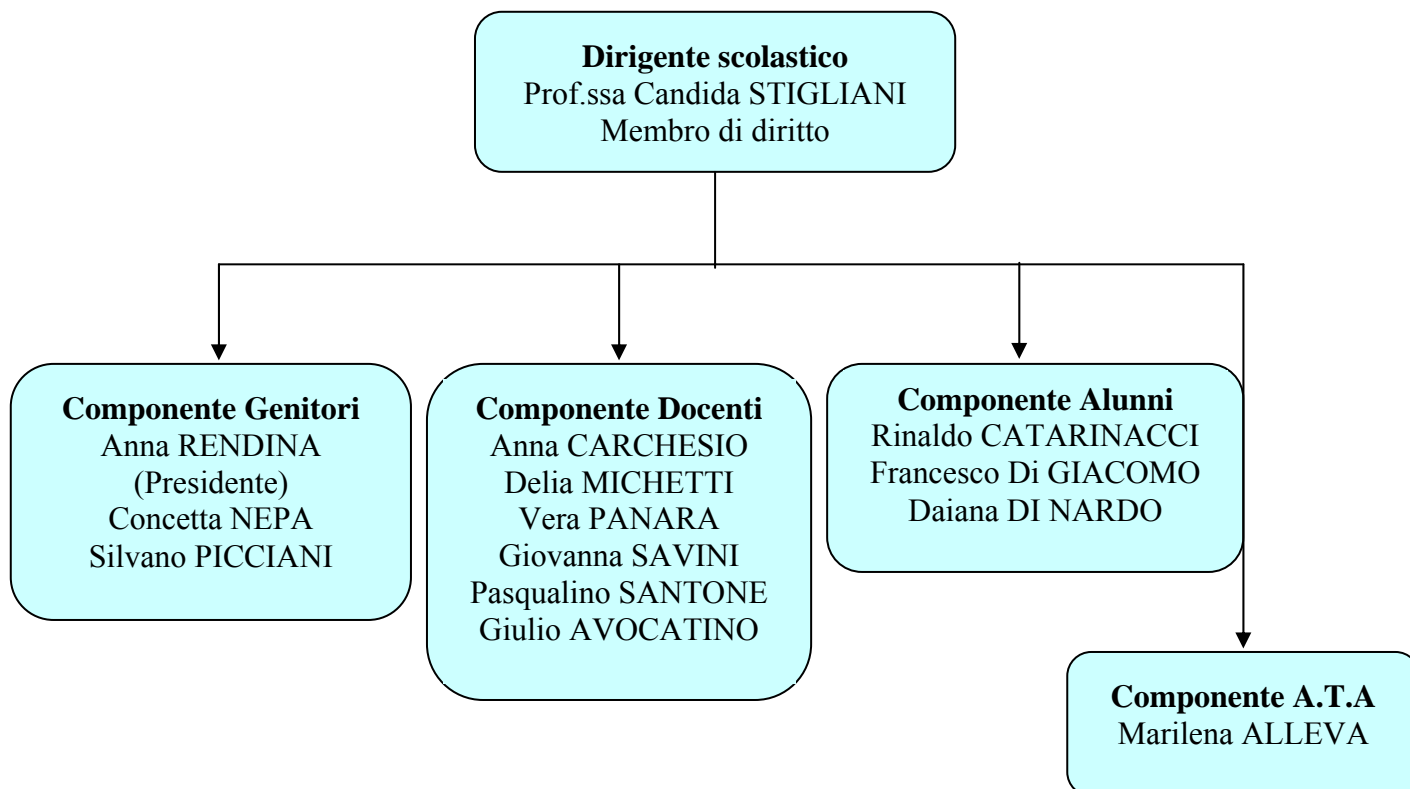 Dirigente scolastico
Prof.ssa Candida STIGLIANI
Membro di diritto
Componente Genitori
Anna RENDINA
(Presidente)
Concetta NEPA
Silvano PICCIANI
Componente Docenti
Anna CARCHESIO
Delia MICHETTI
Vera PANARA
Giovanna SAVINI
Pasqualino SANTONE
Giulio AVOCATINO
Componente Alunni
Rinaldo CATARINACCI
Francesco Di GIACOMO
Daiana DI NARDO
Componente A.T.A
Marilena ALLEVA